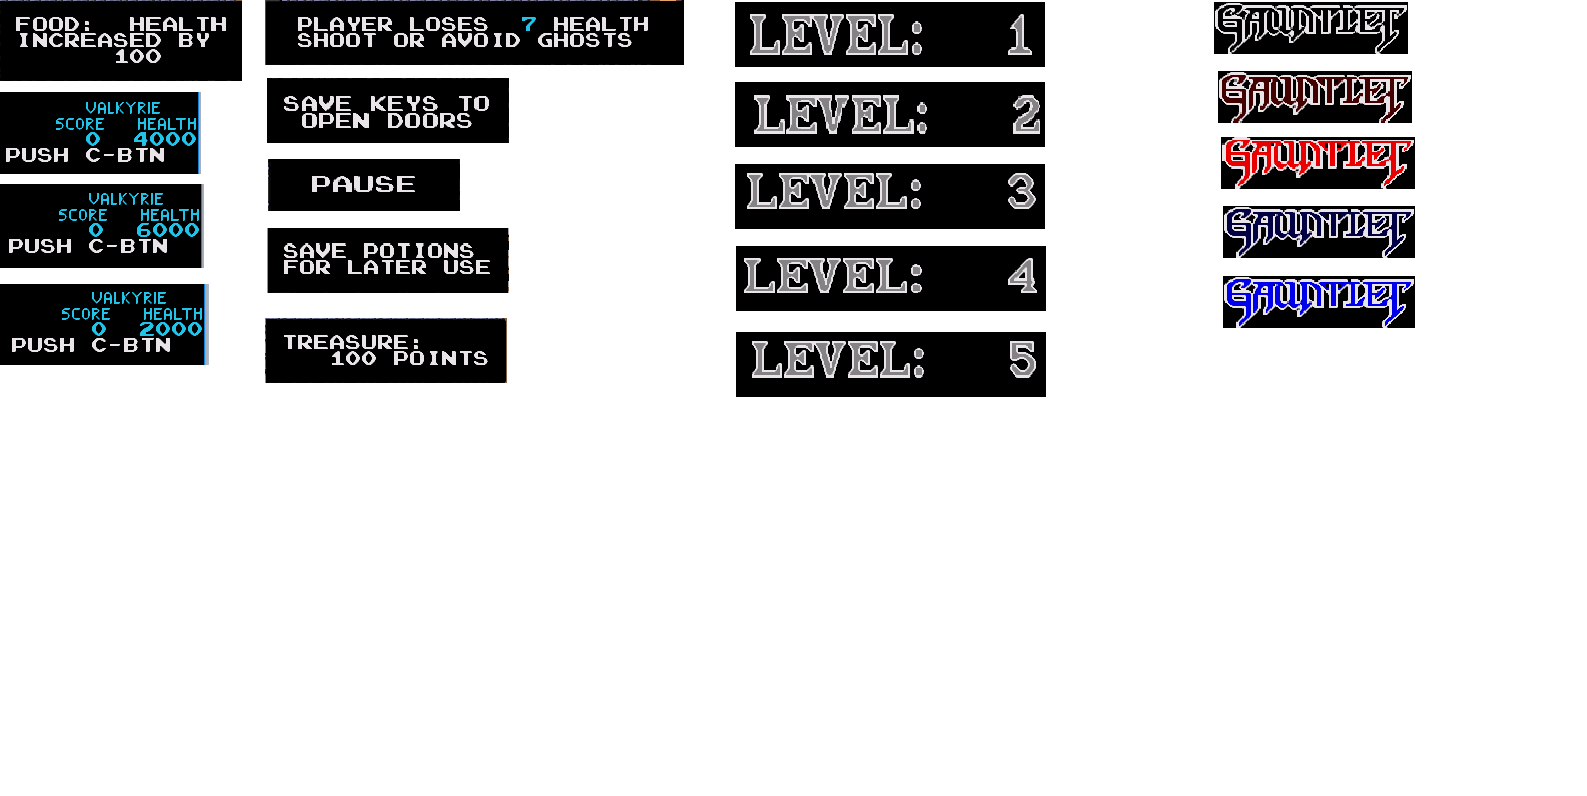 FOOD: HEALTH
INCREASED BY
100
VALKYRIE
SCORE HEALTH
0 4000
PUSH C-BTN
VALKYRIE
SCORE HEALTH
0 6000
PUSH C-BTN
VALKYRIE
SCORE HEALTH
0 2000
PUSH C-BTN
PLAYER LOSES 7 HEALTH
SHOOT OR AVOID GHOSTS
SAVE KEYS TO
OPEN DOORS
PAUSE
SAVE POTIONS
FOR LATER USE
TREASURE:
100 POINTS
LEVEL: 1
LEVEL: 2
LEVEL: 3
LEVEL: 4
LEVEL: 5
GAUNTLET
GAUNTLET
GAUNTLET
GAUNTLET
GAUNTLET